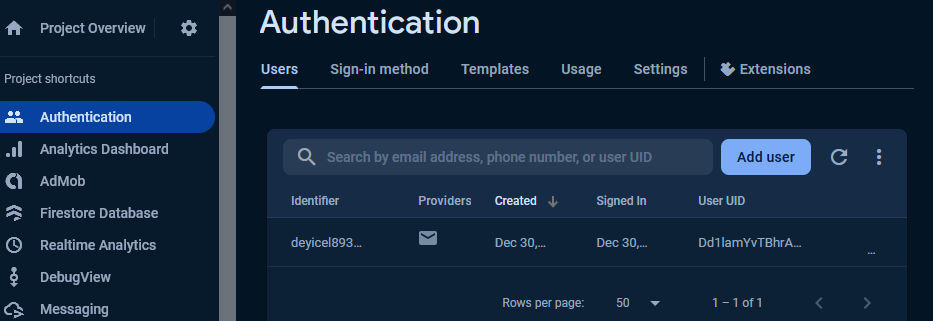 Authentication
Project Overview
Users Sign-in method Templates Usage Settings Extensions
Project shortcuts
Authentication
Analytics Dashboard
AdMob
Firestore Database
Realtime Analytics
DebugView
Messaging
Search by email address, phone number, or user UID Add user
Identifier Providers Created Signed In User UID
deyicel893... Dec 30,... Dec 30,... Dd1lamYvTBhrA...
Rows per page: 50 1 – 1 of 1